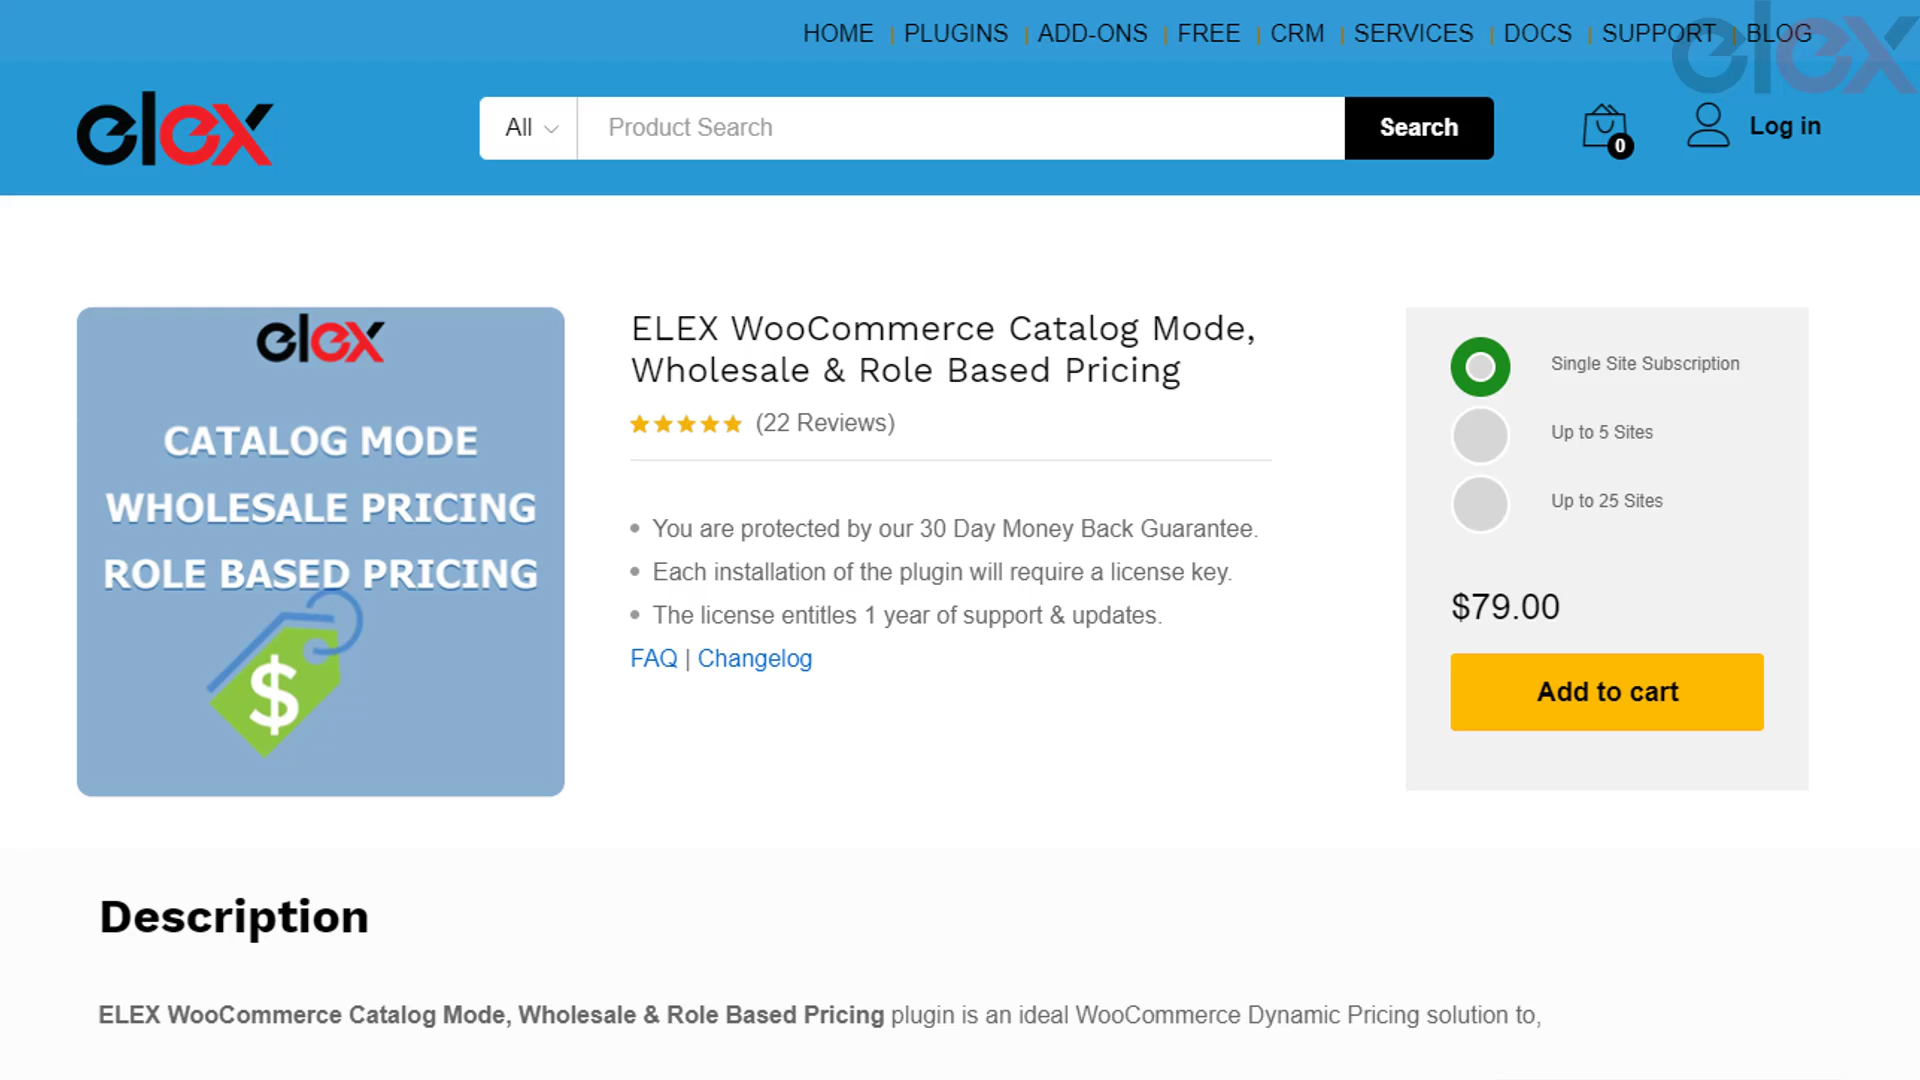 HOME | PLUGINS | ADD-ONS | FREE | CRM | SERVICES | DOCS | SUPPORT | BLOG
elex
elex
All
Product Search
Search
0
Log in
elex
CATALOG MODE
WHOLESALE PRICING
ROLE BASED PRICING
$
ELEX WooCommerce Catalog Mode,
Wholesale & Role Based Pricing
(22 Reviews)
• You are protected by our 30 Day Money Back Guarantee.
• Each installation of the plugin will require a license key.
• The license entitles 1 year of support & updates.
FAQ | Changelog
Single Site Subscription
Up to 5 Sites
Up to 25 Sites
$79.00
Add to cart
Description
ELEX WooCommerce Catalog Mode, Wholesale & Role Based Pricing plugin is an ideal WooCommerce Dynamic Pricing solution to,